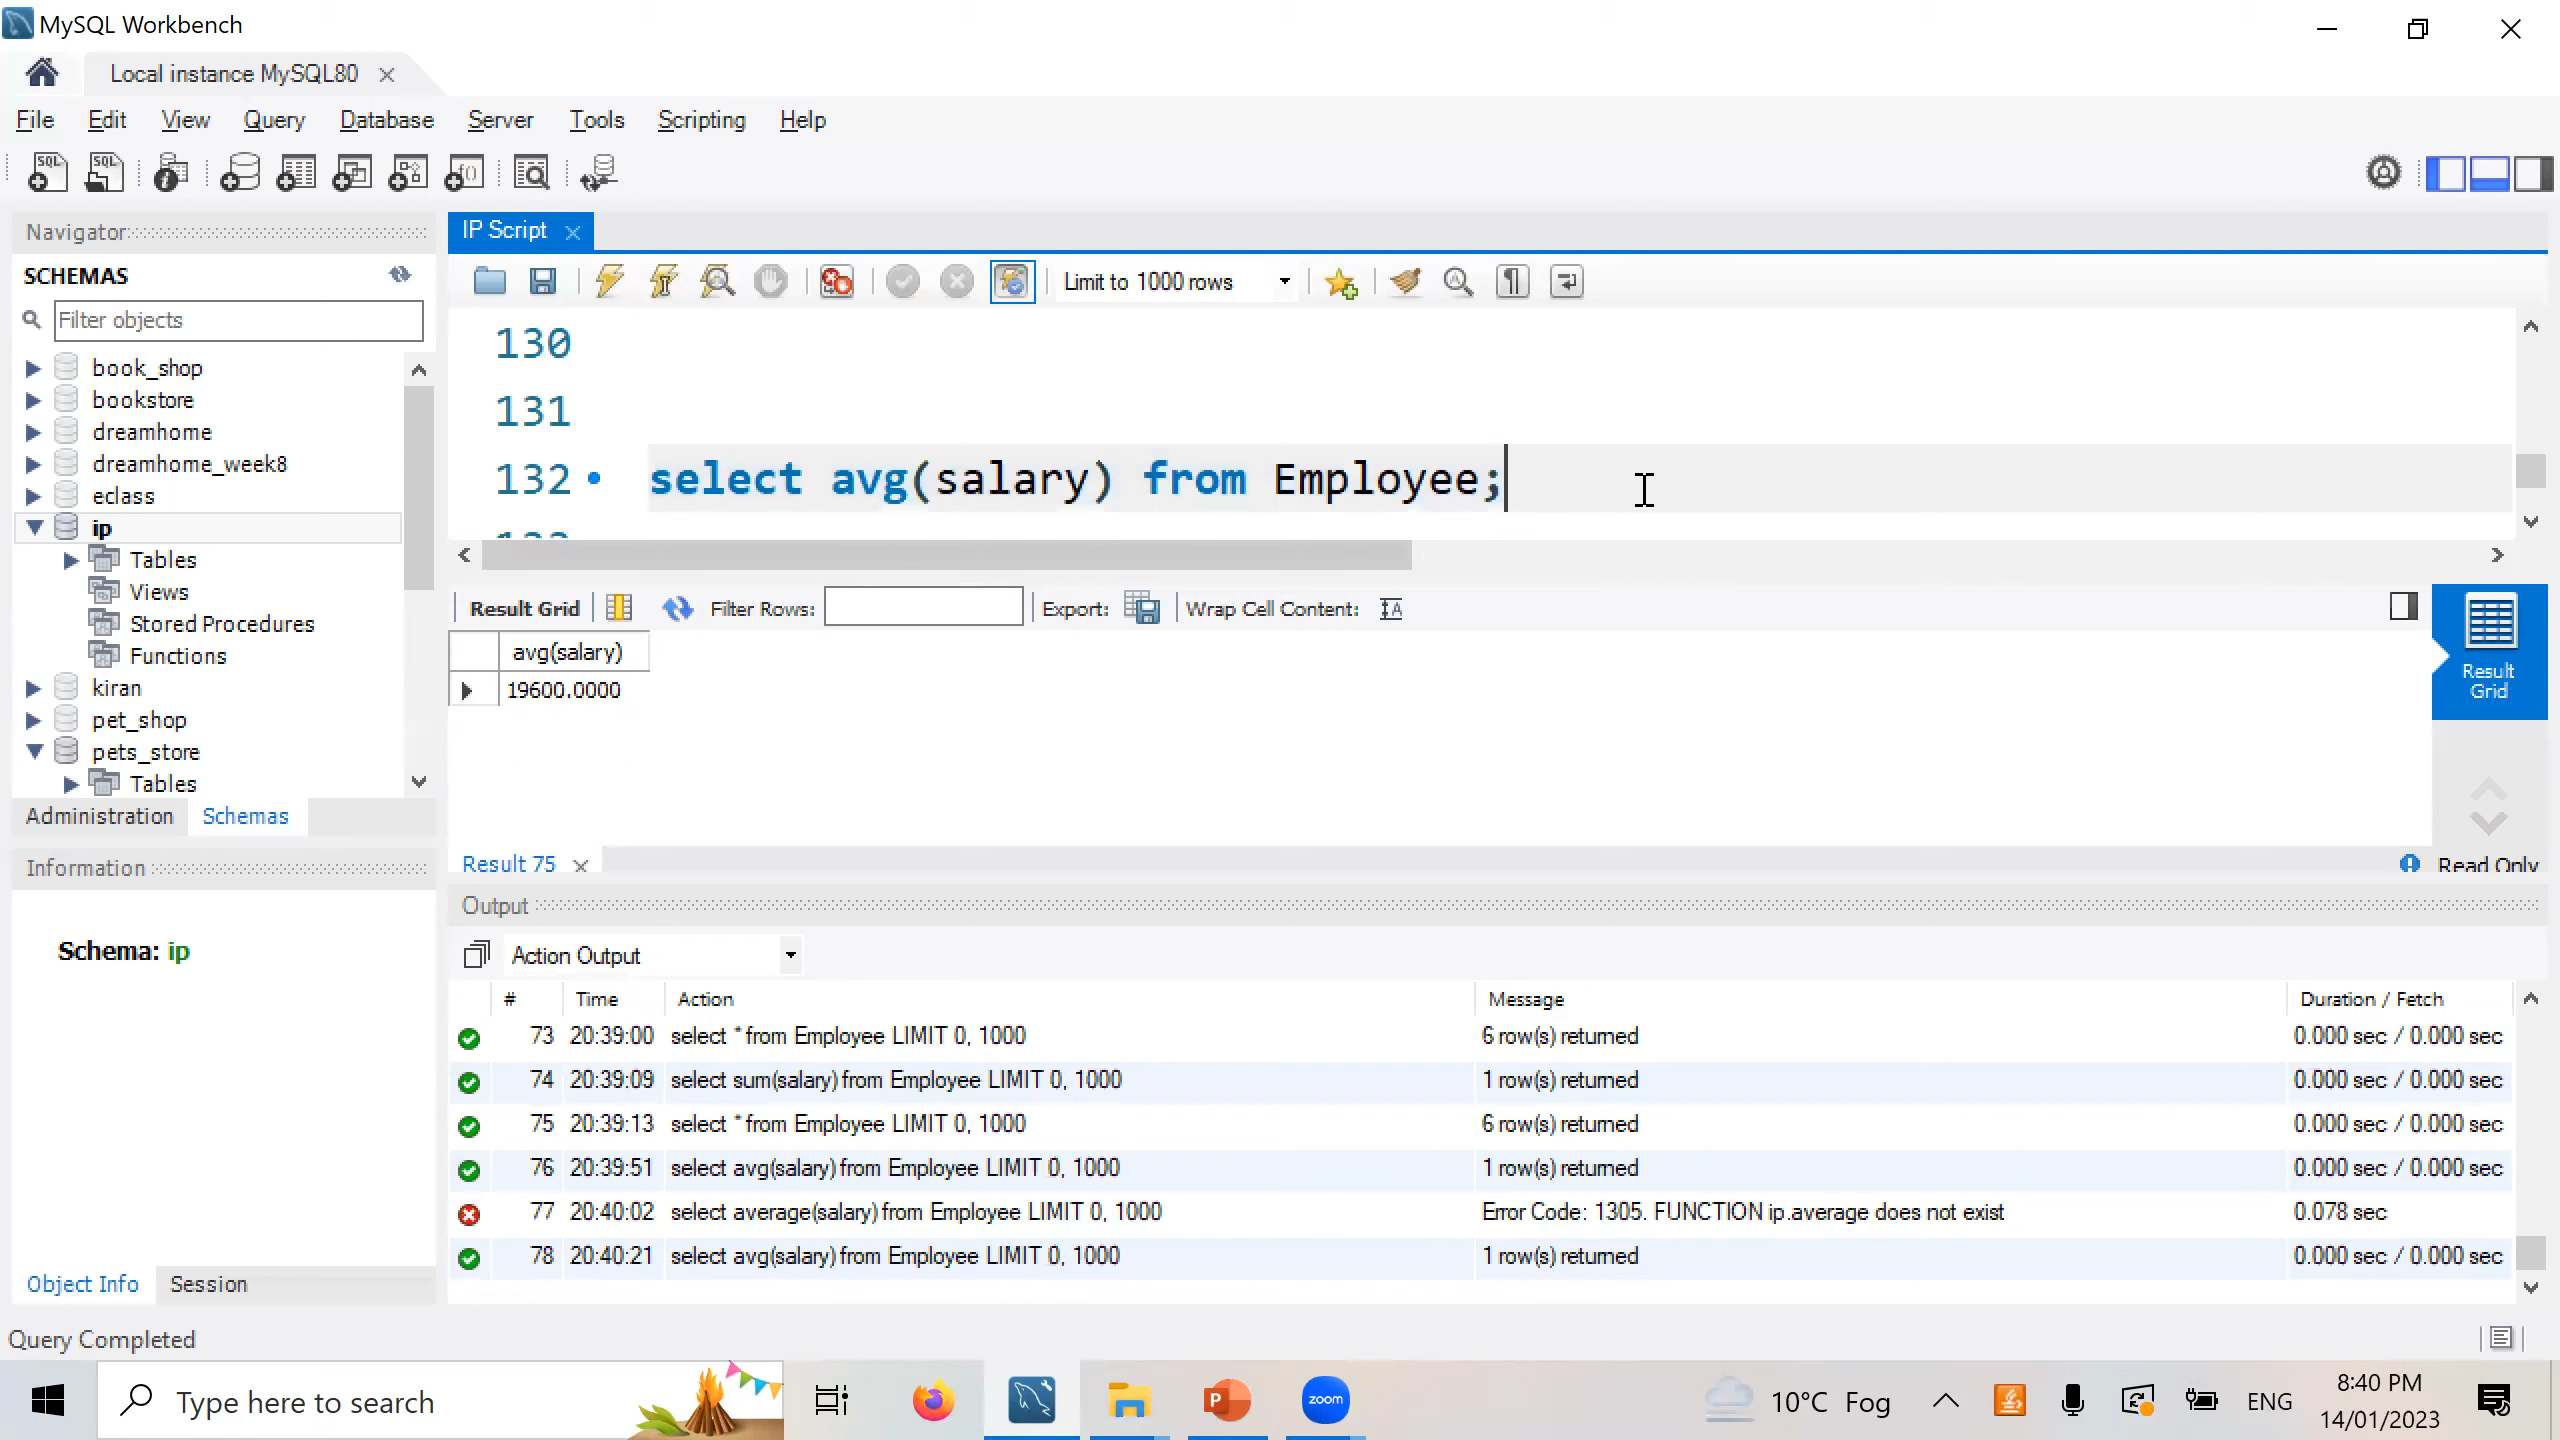 MySQL Workbench
Local instance MySQL80
File Edit View Query Database Server Tools Scripting Help
Navigator
SCHEMAS
Filter objects
book_shop
bookstore
dreamhome
dreamhome_week8
eclass
ip
Tables
Views
Stored Procedures
Functions
kiran
pet_shop
pets_store
Tables
Administration Schemas
Information
Schema: ip
Object Info Session
IP Script
Limit to 1000 rows
130
131
132 select avg(salary) from Employee;
Result Grid Filter Rows: Export: Wrap Cell Content:
avg(salary)
19600.0000
Result Grid
Result 75
Read Only
Output
Action Output
# Time Action Message Duration / Fetch
73 20:39:00 select * from Employee LIMIT 0, 1000 6 row(s) returned 0.000 sec / 0.000 sec
74 20:39:09 select sum(salary) from Employee LIMIT 0, 1000 1 row(s) returned 0.000 sec / 0.000 sec
75 20:39:13 select * from Employee LIMIT 0, 1000 6 row(s) returned 0.000 sec / 0.000 sec
76 20:39:51 select avg(salary) from Employee LIMIT 0, 1000 1 row(s) returned 0.000 sec / 0.000 sec
77 20:40:02 select average(salary) from Employee LIMIT 0, 1000 Error Code: 1305. FUNCTION ip.average does not exist 0.078 sec
78 20:40:21 select avg(salary) from Employee LIMIT 0, 1000 1 row(s) returned 0.000 sec / 0.000 sec
Query Completed
Type here to search
zoom
10°C Fog
ENG
8:40 PM
14/01/2023